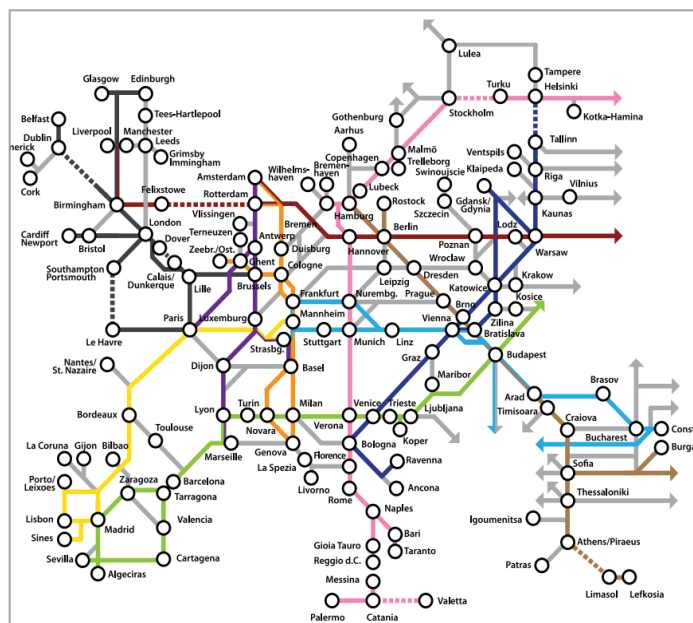 Lulea
Glasgow
Edinburgh
Turku
Tampere
Helsinki
Stockholm
Kotka-Hamina
Tees-Hartlepool
Belfast
Gothenburg
Aarhus
Dublin
Liverpool
Manchester
Leeds
Tallinn
merick
Grimsby
Immingham
Copenhagen
Malmö
Trelleborg
Ventspils
Klaipeda
Riga
Cork
Amsterdam
Wilhelms-
haven
Bremer-
haven
Swinoujscie
Vilnius
Felixstowe
Rotterdam
Lubeck
Rostock
Szczecin
Gdansk/
Gdynia
Kaunas
Birmingham
Vlissingen
Hamburg
London
Terneuzen
Bremen
Berlin
Lodz
Cardiff
Newport
Bristol
Dover
Antwerp
Duisburg
Hannover
Poznan
Warsaw
Zeebr./Ost.
Ghent
Cologne
Wroclaw
Southampton
Portsmouth
Calais/
Dunkerque
Lille
Brussels
Leipzig
Dresden
Katowice
Krakow
Frankfurt
Nurembg.
Prague
Kosice
Luxemburg
Mannheim
Brno
Paris
Vienna
Zilina
Le Havre
Strasbg.
Stuttgart
Munich
Linz
Bratislava
Nantes/
St. Nazaire
Dijon
Basel
Graz
Budapest
Maribor
Arad
Brasov
Bordeaux
Lyon
Turin
Milan
Venice
Trieste
Ljubljana
Timisoara
Toulouse
Novara
Verona
Koper
Craiova
Bucharest
Const
La Coruna
Gijon
Bilbao
Marseille
Genova
Florence
Bologna
Burga
La Spezia
Ravenna
Sofia
Porto/
Leixoes
Zaragoza
Barcelona
Livorno
Ancona
Tarragona
Rome
Thessaloniki
Lisbon
Madrid
Valencia
Naples
Igoumenitsa
Sines
Bari
Gioia Tauro
Taranto
Athens/Piraeus
Sevilla
Cartagena
Reggio d.C.
Patras
Algeciras
Messina
Limasol
Lefkosia
Palermo
Catania
Valetta